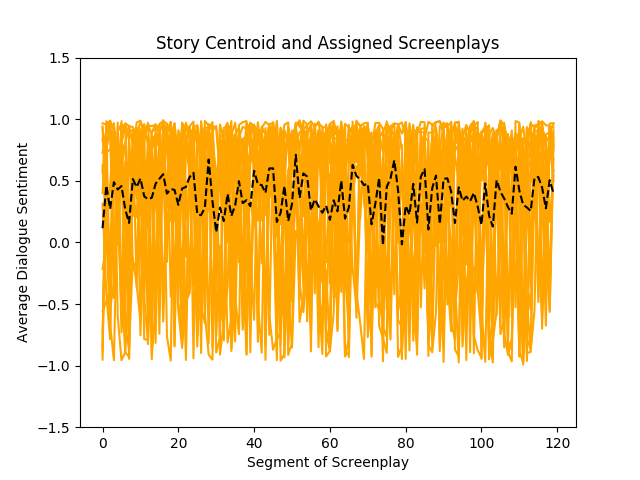 Story Centroid and Assigned Screenplays
1.5
1.0
0.5
0.0
−0.5
−1.0
−1.5
Average Dialogue Sentiment
0 20 40 60 80 100 120
Segment of Screenplay